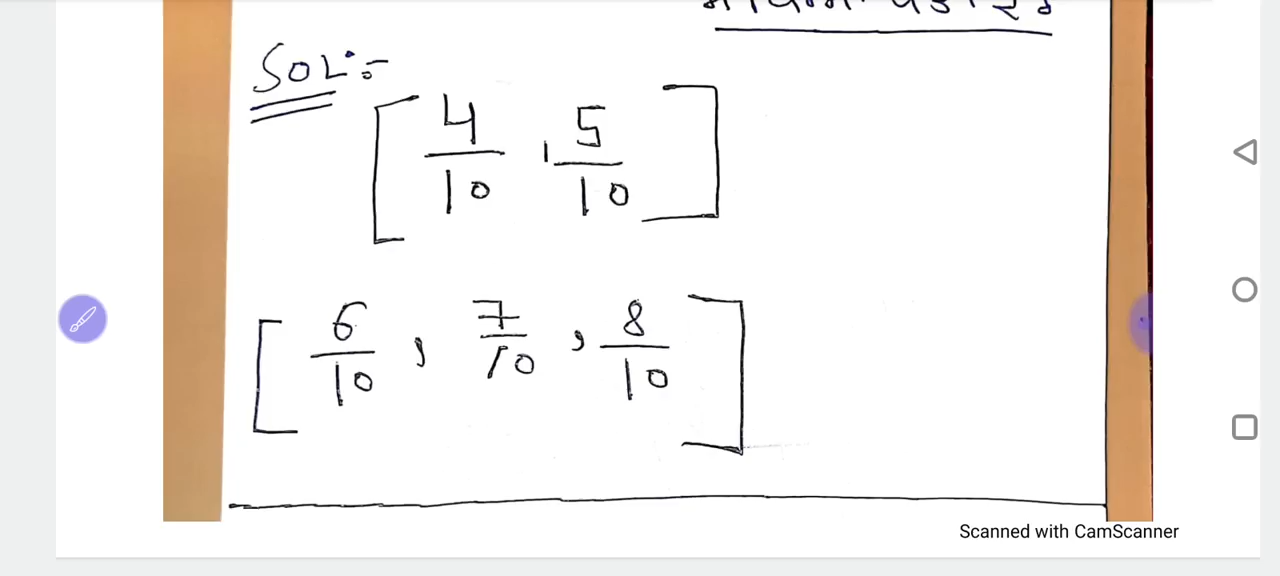 SOL:-
[ 4/10 , 5/10 ]
[ 6/10 , 7/10 , 8/10 ]
Scanned with CamScanner